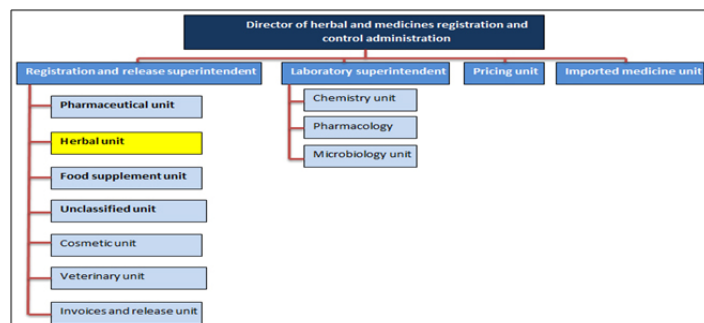 Director of herbal and medicines registration and
control administration
Registration and release superintendent
Laboratory superintendent
Pricing unit
Imported medicine unit
Pharmaceutical unit
Herbal unit
Food supplement unit
Unclassified unit
Cosmetic unit
Veterinary unit
Invoices and release unit
Chemistry unit
Pharmacology
Microbiology unit